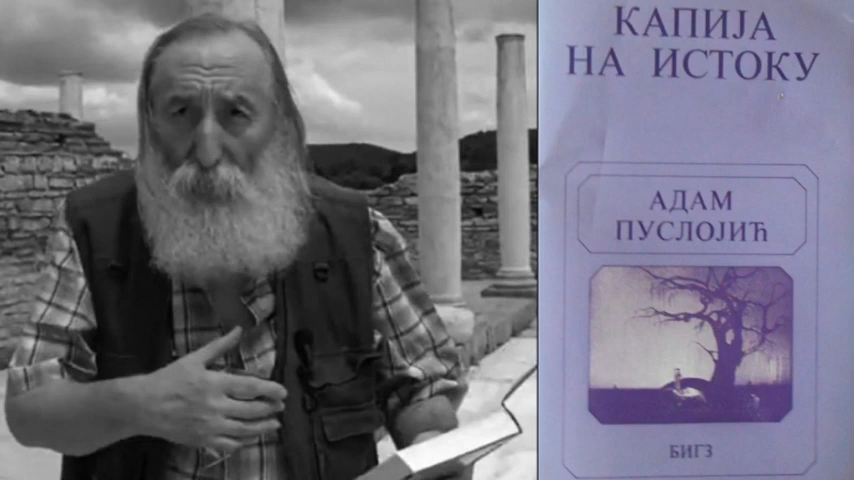 КАПИЈА
НА ИСТОКУ
АДАМ
ПУСЛОЈИЋ
БИГЗ